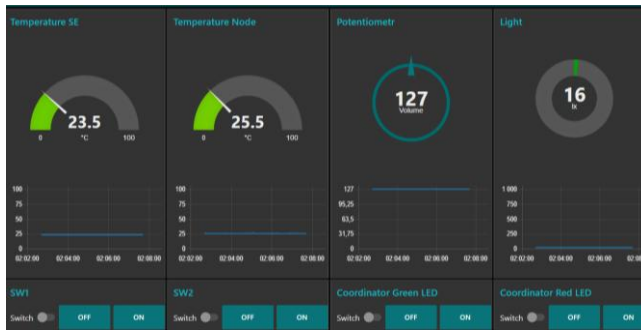 Temperature SE
23.5
0 °C 100
100
75
50
25
0
02:02:00 02:04:00 02:06:00 02:08:00
Temperature Node
25.5
0 °C 100
100
75
50
25
0
02:02:00 02:04:00 02:06:00 02:08:00
Potentiometr
127
Volume
127
95,25
63,5
31,75
0
02:02:00 02:04:00 02:06:00 02:08:00
Light
16
lx
1 000
750
500
250
0
02:02:00 02:04:00 02:06:00 02:08:00
SW1
Switch OFF ON
SW2
Switch OFF ON
Coordinator Green LED
Switch OFF ON
Coordinator Red LED
Switch OFF ON